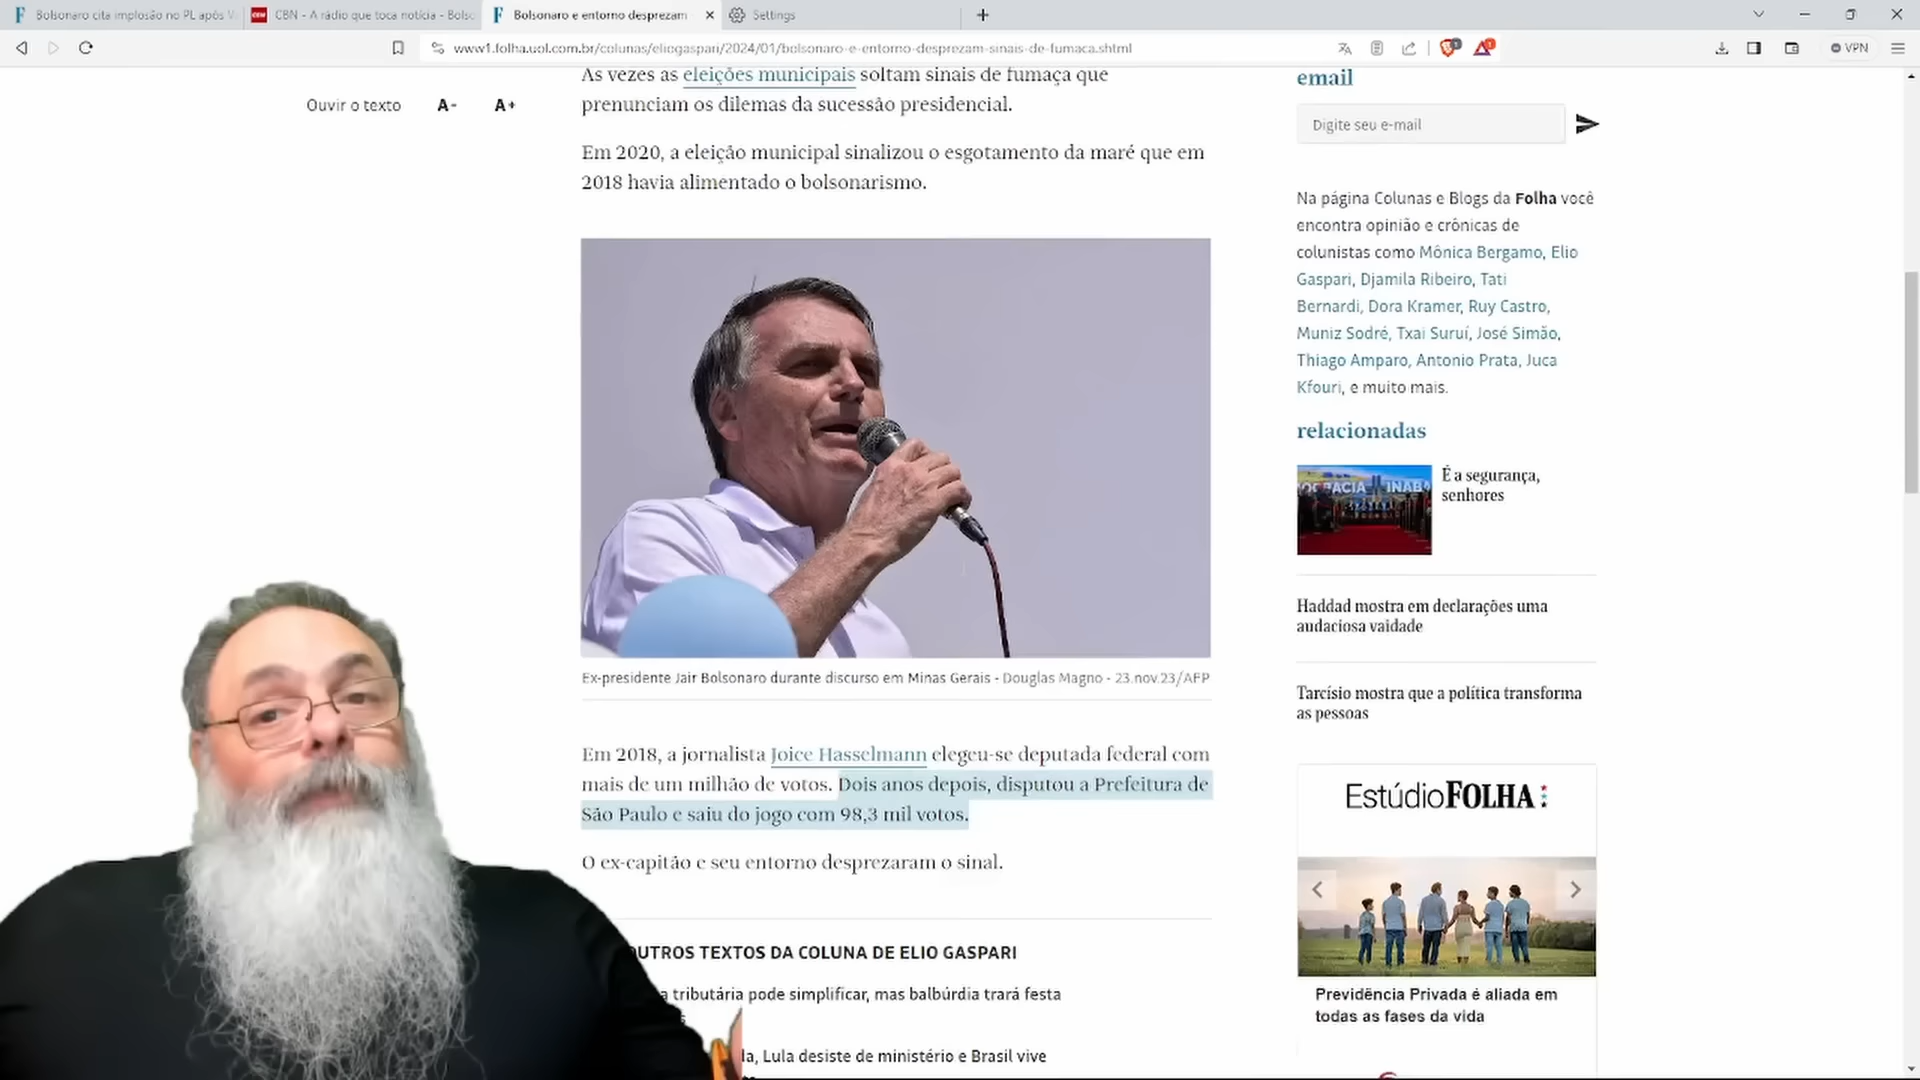 Bolsonaro cita implosão no PL após V
CBN - A rádio que toca notícia - Bolso
Bolsonaro e entorno desprezam
Settings
www1.folha.uol.com.br/colunas/eliogaspari/2024/01/bolsonaro-e-entorno-desprezam-sinais-de-fumaca.shtml
VPN
Ouvir o texto A- A+
Às vezes as eleições municipais soltam sinais de fumaça que
prenunciam os dilemas da sucessão presidencial.
Em 2020, a eleição municipal sinalizou o esgotamento da maré que em
2018 havia alimentado o bolsonarismo.
Ex-presidente Jair Bolsonaro durante discurso em Minas Gerais - Douglas Magno - 23.nov.23/AFP
Em 2018, a jornalista Joice Hasselmann elegeu-se deputada federal com
mais de um milhão de votos. Dois anos depois, disputou a Prefeitura de
São Paulo e saiu do jogo com 98,3 mil votos.
O ex-capitão e seu entorno desprezaram o sinal.
OUTROS TEXTOS DA COLUNA DE ELIO GASPARI
a tributária pode simplificar, mas balbúrdia trará festa
la, Lula desiste de ministério e Brasil vive
email
Digite seu e-mail
Na página Colunas e Blogs da Folha você
encontra opinião e crônicas de
colunistas como Mônica Bergamo, Elio
Gaspari, Djamila Ribeiro, Tati
Bernardi, Dora Kramer, Ruy Castro,
Muniz Sodré, Txai Suruí, José Simão,
Thiago Amparo, Antonio Prata, Juca
Kfouri, e muito mais.
relacionadas
É a segurança,
senhores
Haddad mostra em declarações uma
audaciosa vaidade
Tarcísio mostra que a política transforma
as pessoas
Estúdio FOLHA
Previdência Privada é aliada em
todas as fases da vida